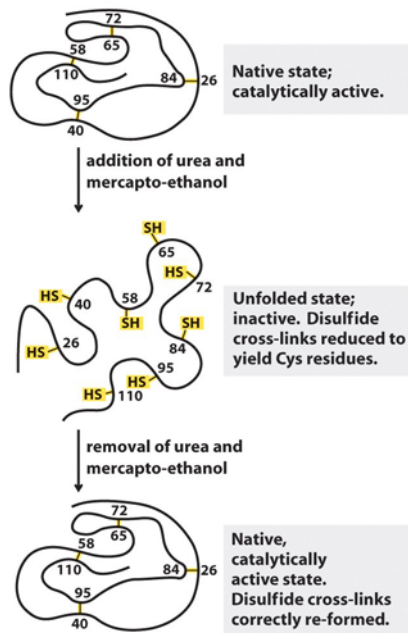 72
58
65
110
84
26
95
40
Native state;
catalytically active.
addition of urea and
mercapto-ethanol
SH
65
HS
72
HS
40
58
SH
SH
84
HS
26
HS
95
HS
110
Unfolded state;
inactive. Disulfide
cross-links reduced to
yield Cys residues.
removal of urea and
mercapto-ethanol
72
58
65
110
84
26
95
40
Native,
catalytically
active state.
Disulfide cross-links
correctly re-formed.